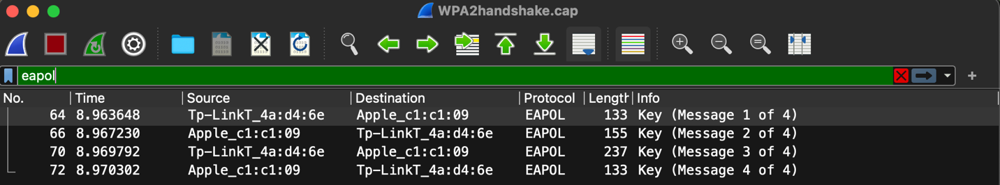 WPA2handshake.cap
eapol
No. Time Source Destination Protocol Length Info
64 8.963648 Tp-LinkT_4a:d4:6e Apple_c1:c1:09 EAPOL 133 Key (Message 1 of 4)
66 8.967230 Apple_c1:c1:09 Tp-LinkT_4a:d4:6e EAPOL 155 Key (Message 2 of 4)
70 8.969792 Tp-LinkT_4a:d4:6e Apple_c1:c1:09 EAPOL 237 Key (Message 3 of 4)
72 8.970302 Apple_c1:c1:09 Tp-LinkT_4a:d4:6e EAPOL 133 Key (Message 4 of 4)